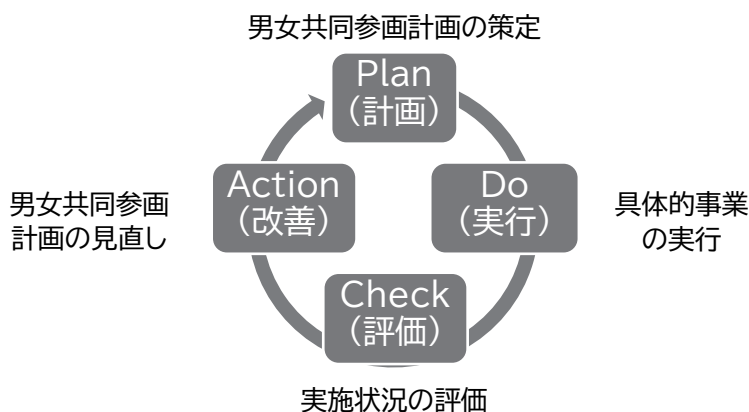 男女共同参画計画の策定
Plan
（計画）
Action
（改善）
Do
（実行）
男女共同参画
計画の見直し
具体的事業
の実行
Check
（評価）
実施状況の評価